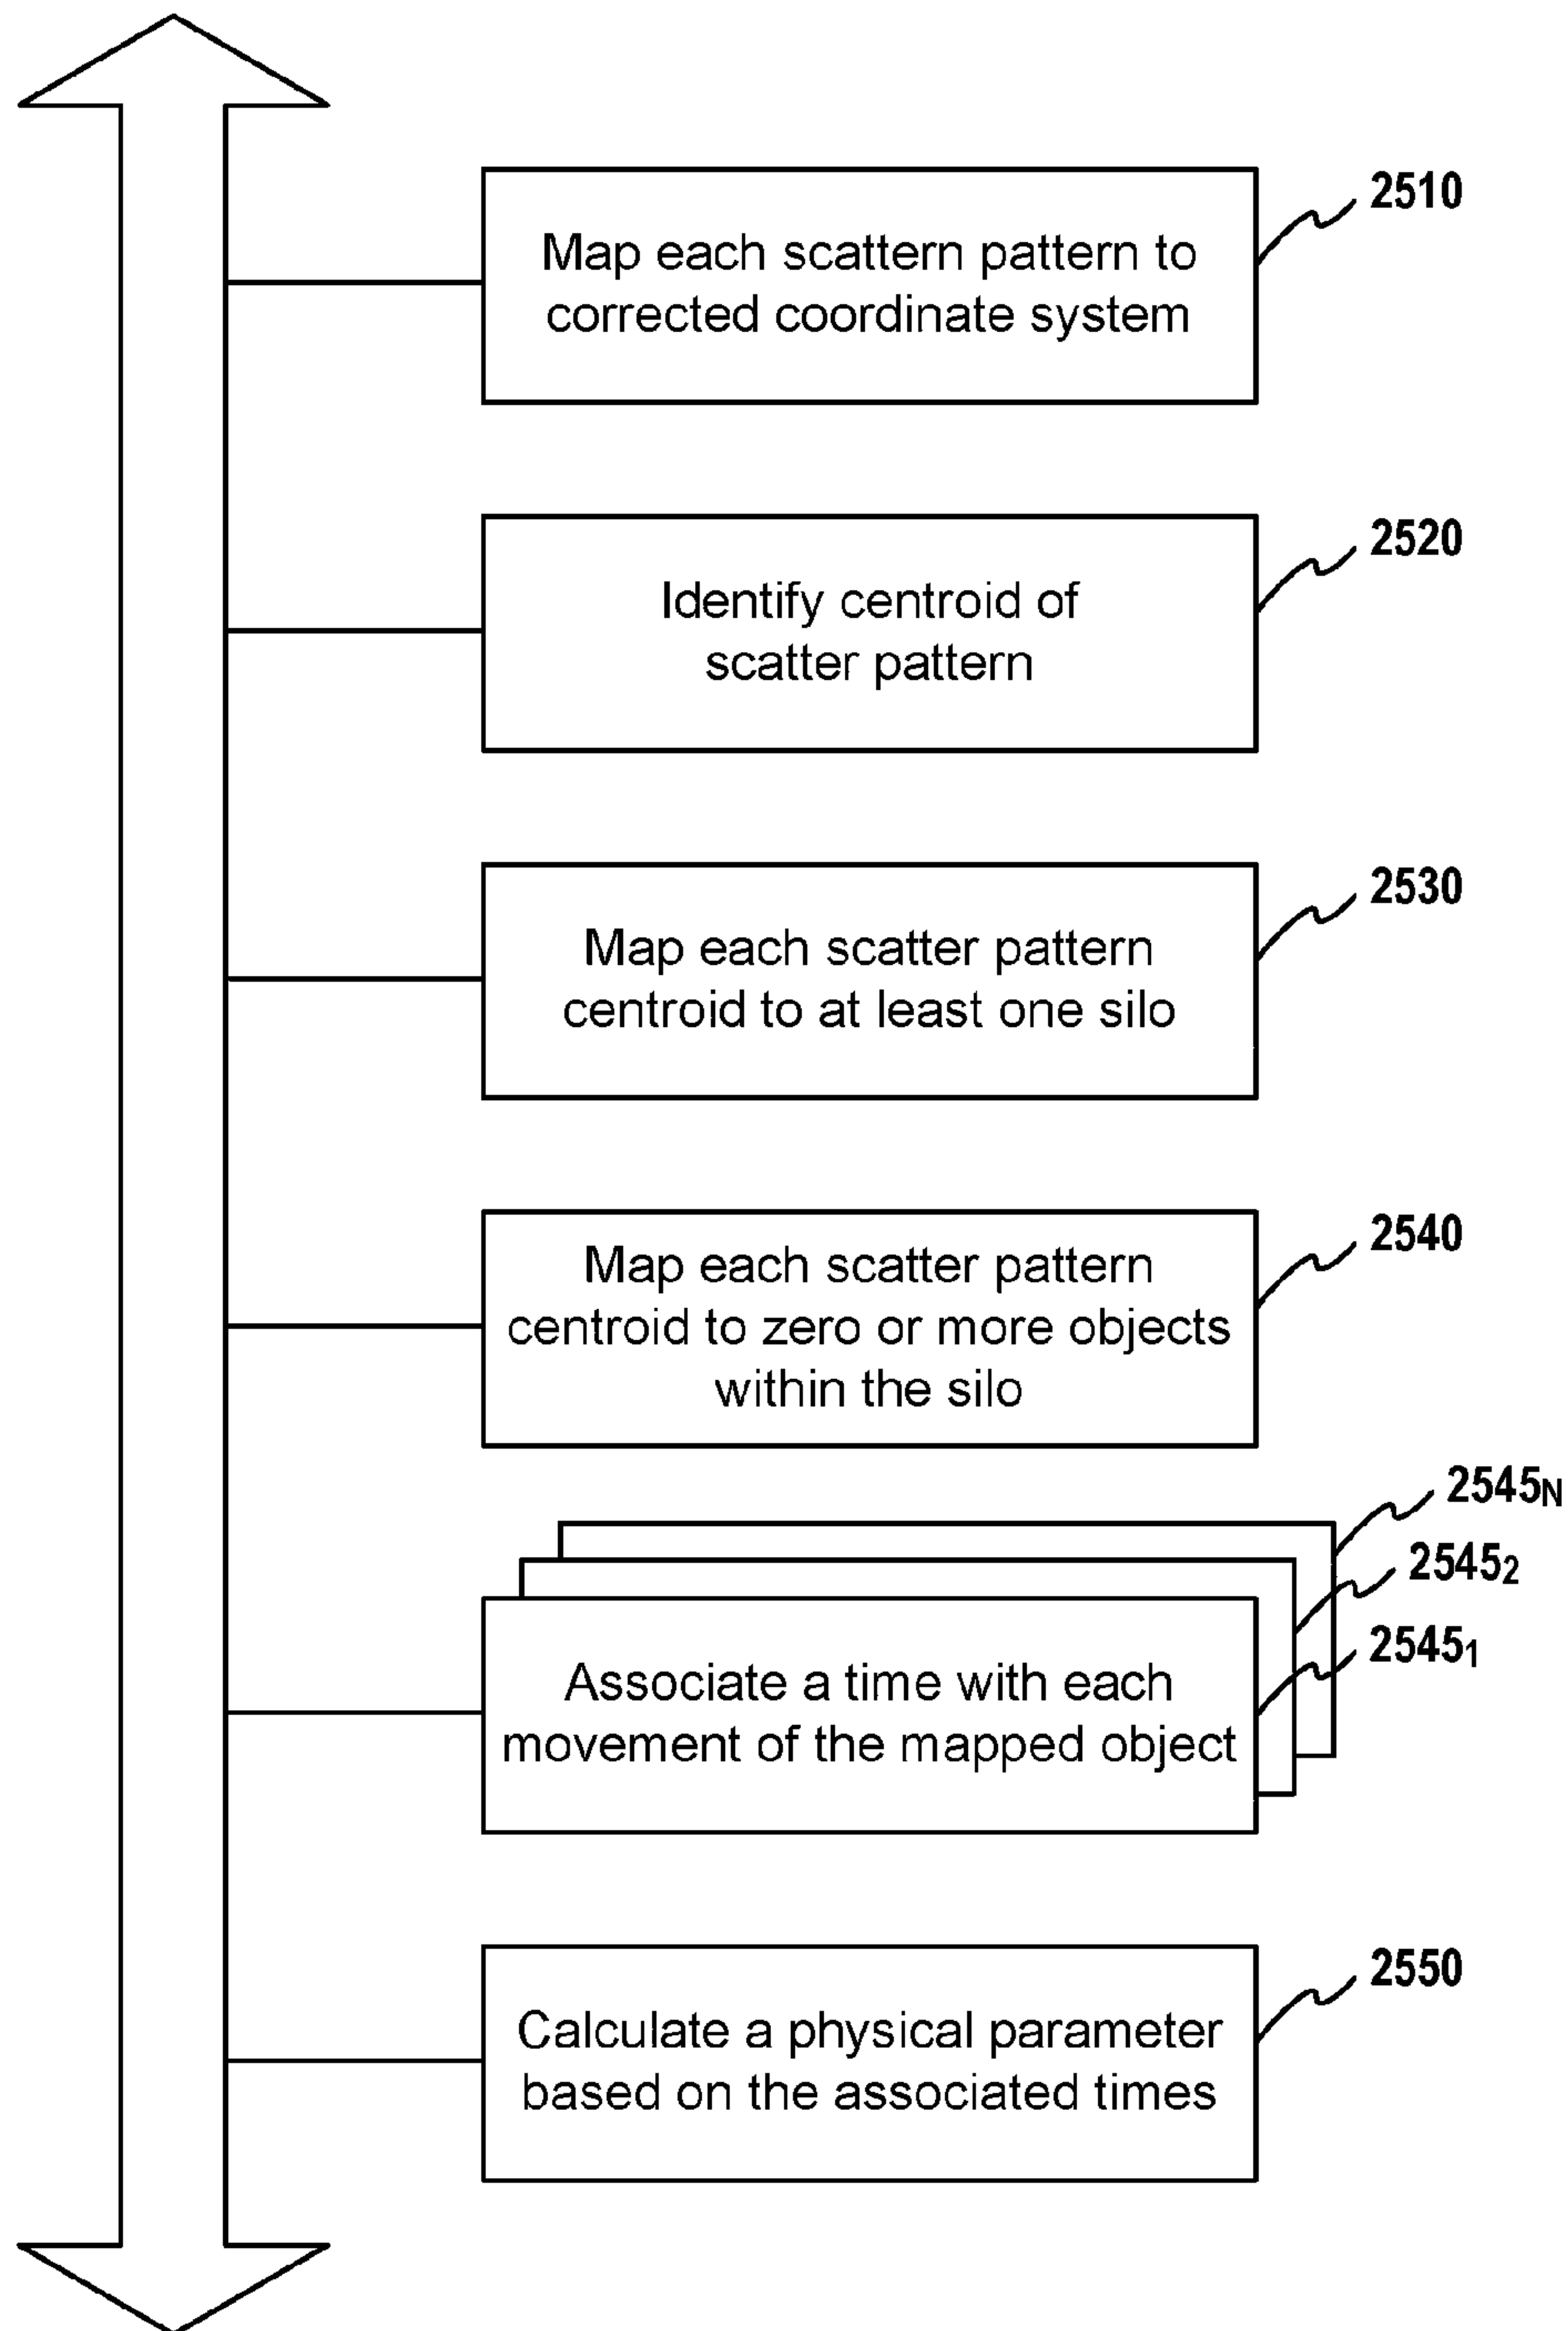 2510
Map each scattern pattern to
corrected coordinate system
2520
Identify centroid of
scatter pattern
2530
Map each scatter pattern
centroid to at least one silo
2540
Map each scatter pattern
centroid to zero or more objects
within the silo
2545N
25452
25451
Associate a time with each
movement of the mapped object
2550
Calculate a physical parameter
based on the associated times